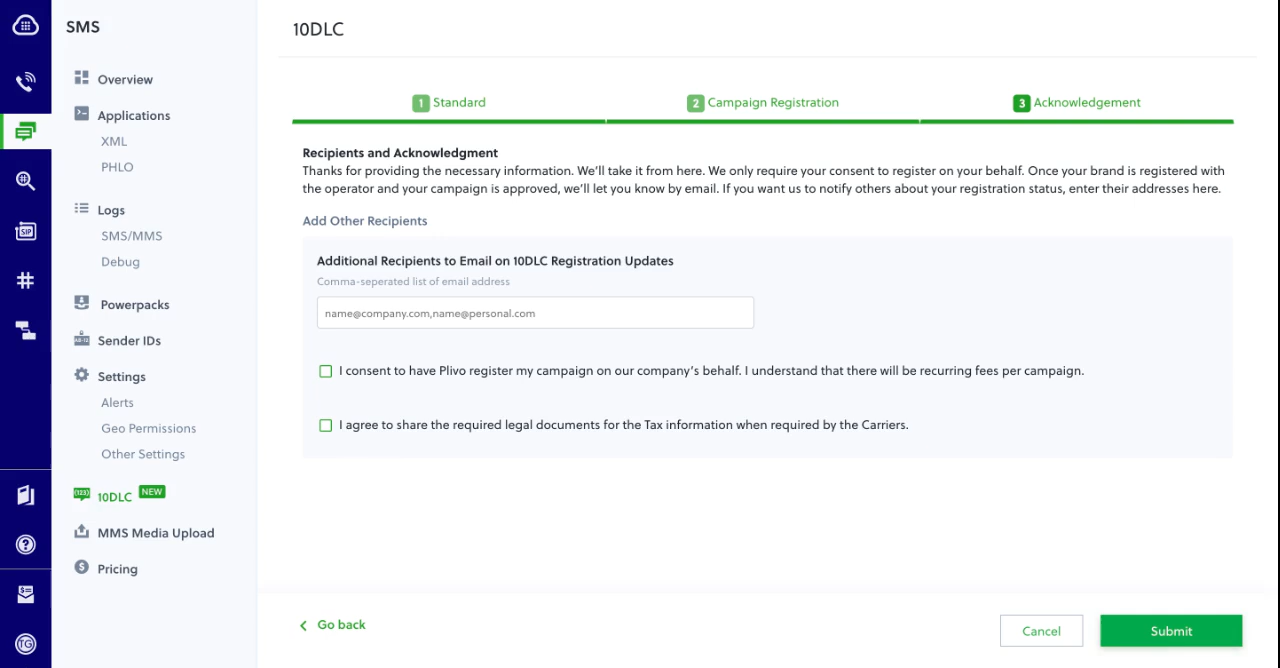 SMS
Overview
Applications
XML
PHLO
Logs
SMS/MMS
Debug
Powerpacks
Sender IDs
Settings
Alerts
Geo Permissions
Other Settings
10DLC NEW
MMS Media Upload
Pricing
SIP
TG
10DLC
1 Standard
2 Campaign Registration
3 Acknowledgement
Recipients and Acknowledgment
Thanks for providing the necessary information. We’ll take it from here. We only require your consent to register on your behalf. Once your brand is registered with
the operator and your campaign is approved, we’ll let you know by email. If you want us to notify others about your registration status, enter their addresses here.
Add Other Recipients
Additional Recipients to Email on 10DLC Registration Updates
Comma-seperated list of email address
name@company.com,name@personal.com
I consent to have Plivo register my campaign on our company’s behalf. I understand that there will be recurring fees per campaign.
I agree to share the required legal documents for the Tax information when required by the Carriers.
Go back
Cancel
Submit